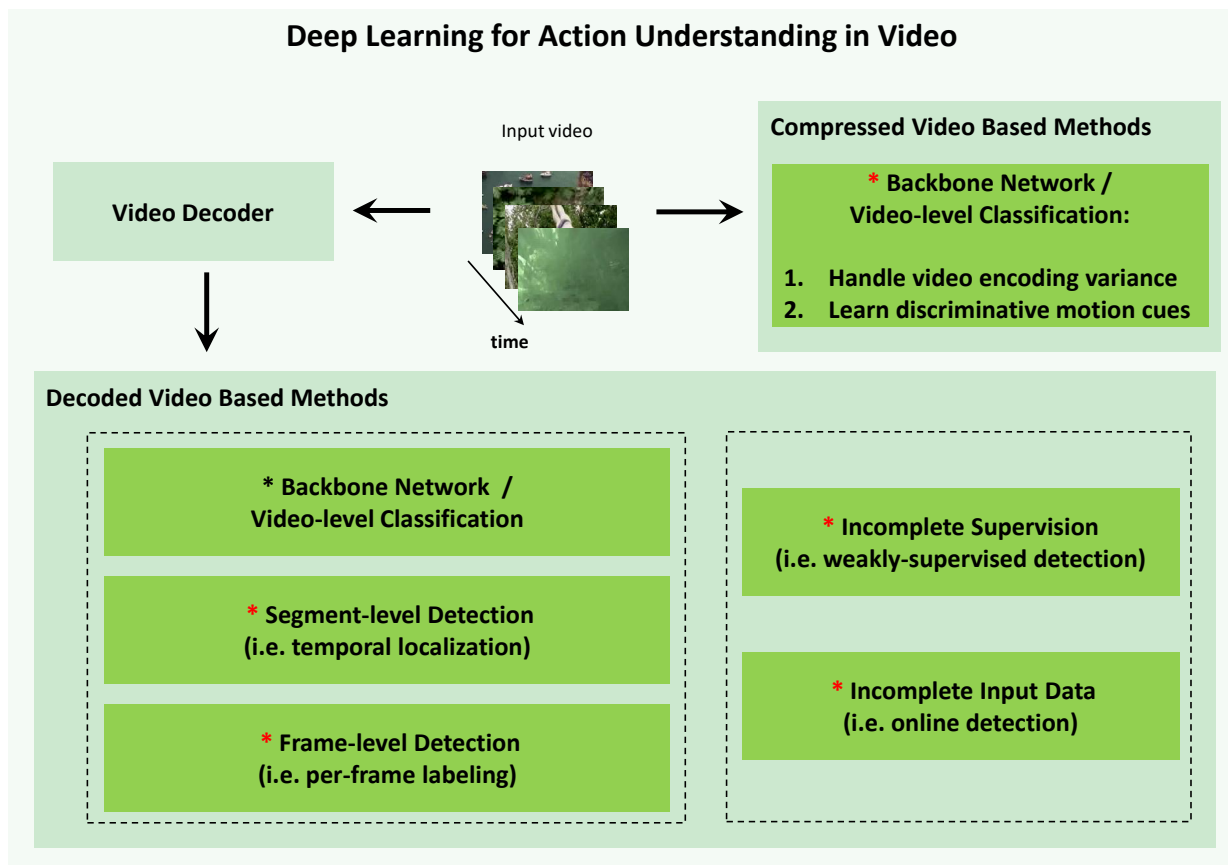 Deep Learning for Action Understanding in Video
Input video
Video Decoder
time
Compressed Video Based Methods
* Backbone Network /
Video-level Classification:
1. Handle video encoding variance
2. Learn discriminative motion cues
Decoded Video Based Methods
* Backbone Network /
Video-level Classification
* Segment-level Detection
(i.e. temporal localization)
* Frame-level Detection
(i.e. per-frame labeling)
* Incomplete Supervision
(i.e. weakly-supervised detection)
* Incomplete Input Data
(i.e. online detection)